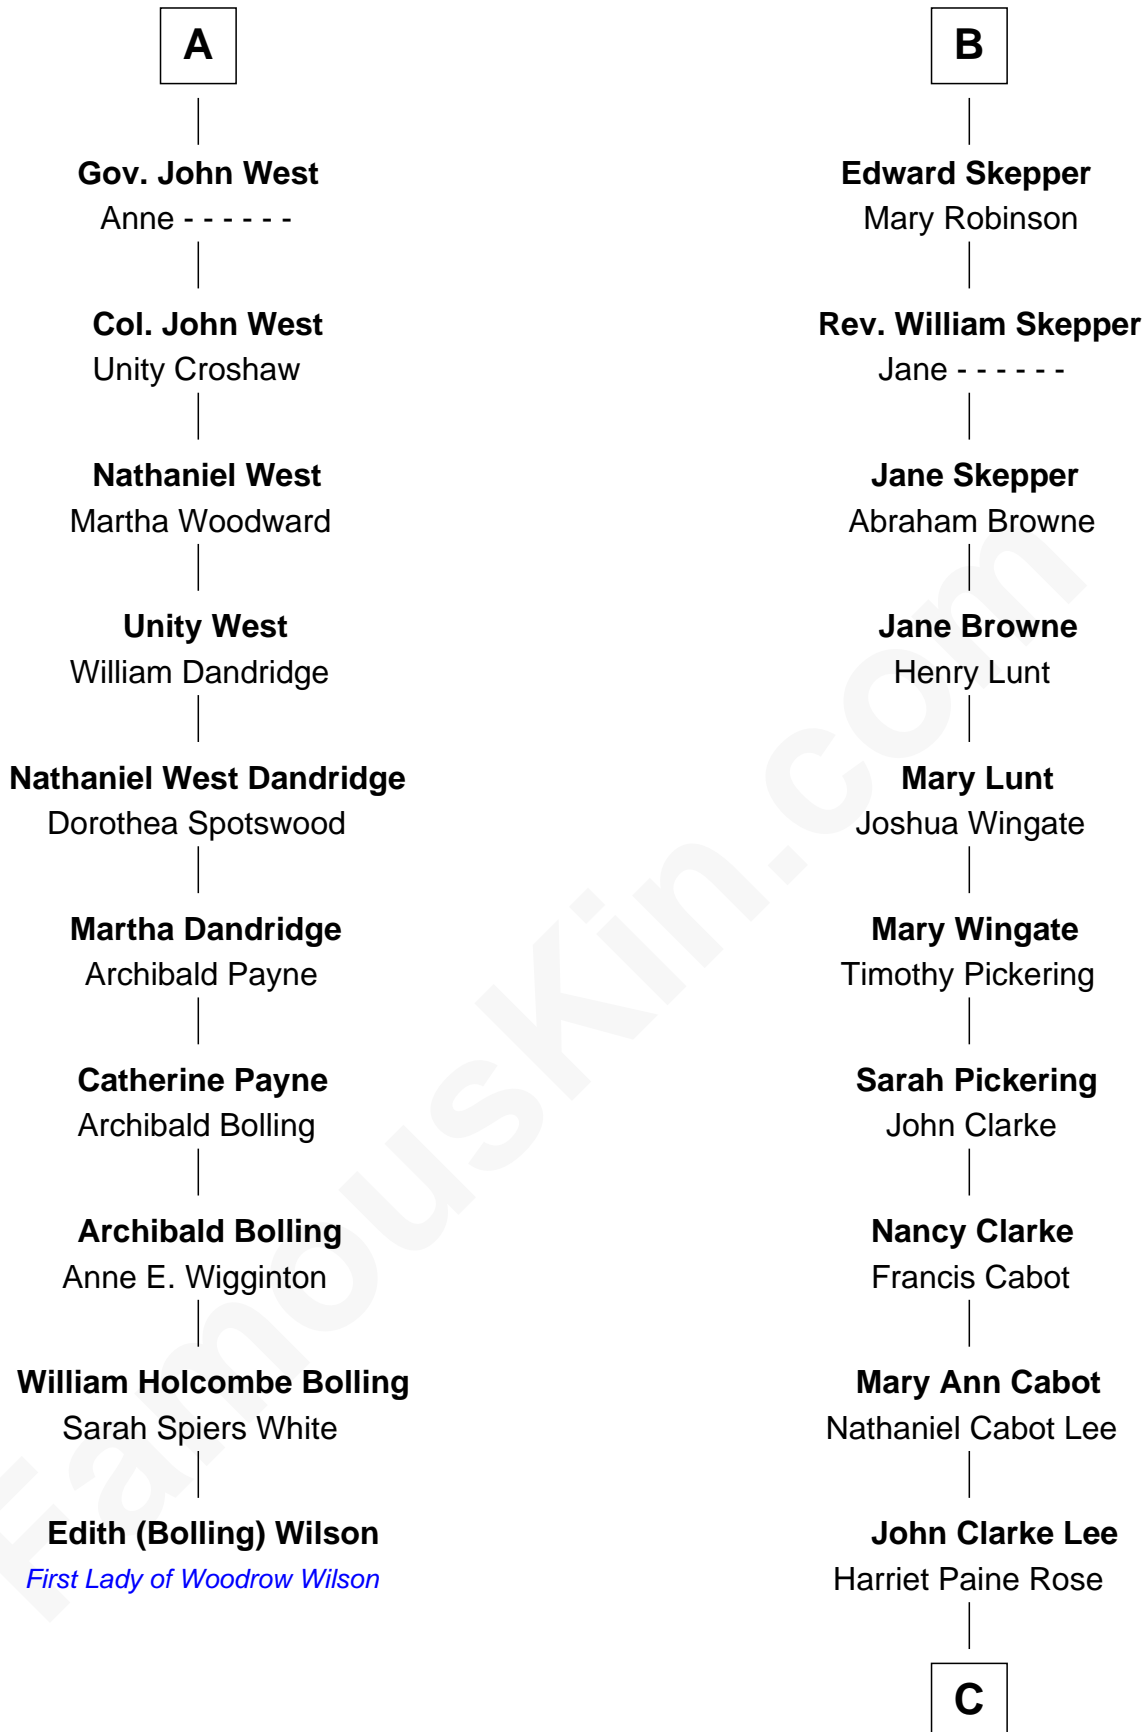 A
Gov. John West
Anne - - - - - -
Col. John West
Unity Croshaw
Nathaniel West
Martha Woodward
Unity West
William Dandridge
Nathaniel West Dandridge
Dorothea Spotswood
Martha Dandridge
Archibald Payne
Catherine Payne
Archibald Bolling
Archibald Bolling
Anne E. Wigginton
William Holcombe Bolling
Sarah Spiers White
Edith (Bolling) Wilson
First Lady of Woodrow Wilson
B
Edward Skepper
Mary Robinson
Rev. William Skepper
Jane - - - - - -
Jane Skepper
Abraham Browne
Jane Browne
Henry Lunt
Mary Lunt
Joshua Wingate
Mary Wingate
Timothy Pickering
Sarah Pickering
John Clarke
Nancy Clarke
Francis Cabot
Mary Ann Cabot
Nathaniel Cabot Lee
John Clarke Lee
Harriet Paine Rose
C
FamousKin.com